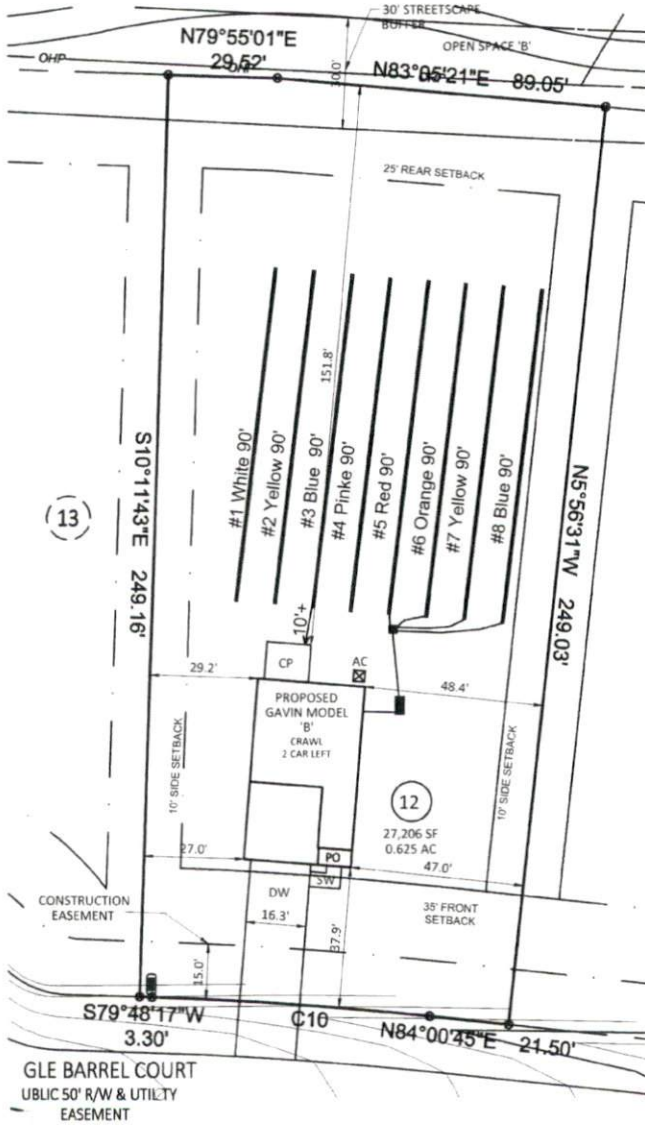 30' STREETSCAPE
BUFFER
N79°55'01"E
29.52'
OPEN SPACE 'B'
OHP
N83°05'21"E 89.05'
30.0'
25' REAR SETBACK
151.8'
#1 White 90'
#2 Yellow 90'
#3 Blue 90'
#4 Pinke 90'
#5 Red 90'
#6 Orange 90'
#7 Yellow 90'
#8 Blue 90'
S10°11'43"E 249.16'
N5°56'31"W 249.03'
13
10'+
CP
AC
29.2'
48.4'
PROPOSED
GAVIN MODEL
'B'
CRAWL
2 CAR LEFT
10' SIDE SETBACK
10' SIDE SETBACK
12
27,206 SF
0.625 AC
27.0'
PO
47.0'
SW
DW
CONSTRUCTION
EASEMENT
16.3'
35' FRONT
SETBACK
37.9'
15.0'
S79°48'17"W
3.30'
C10
N84°00'45"E 21.50'
GLE BARREL COURT
UBLIC 50' R/W & UTILITY
EASEMENT